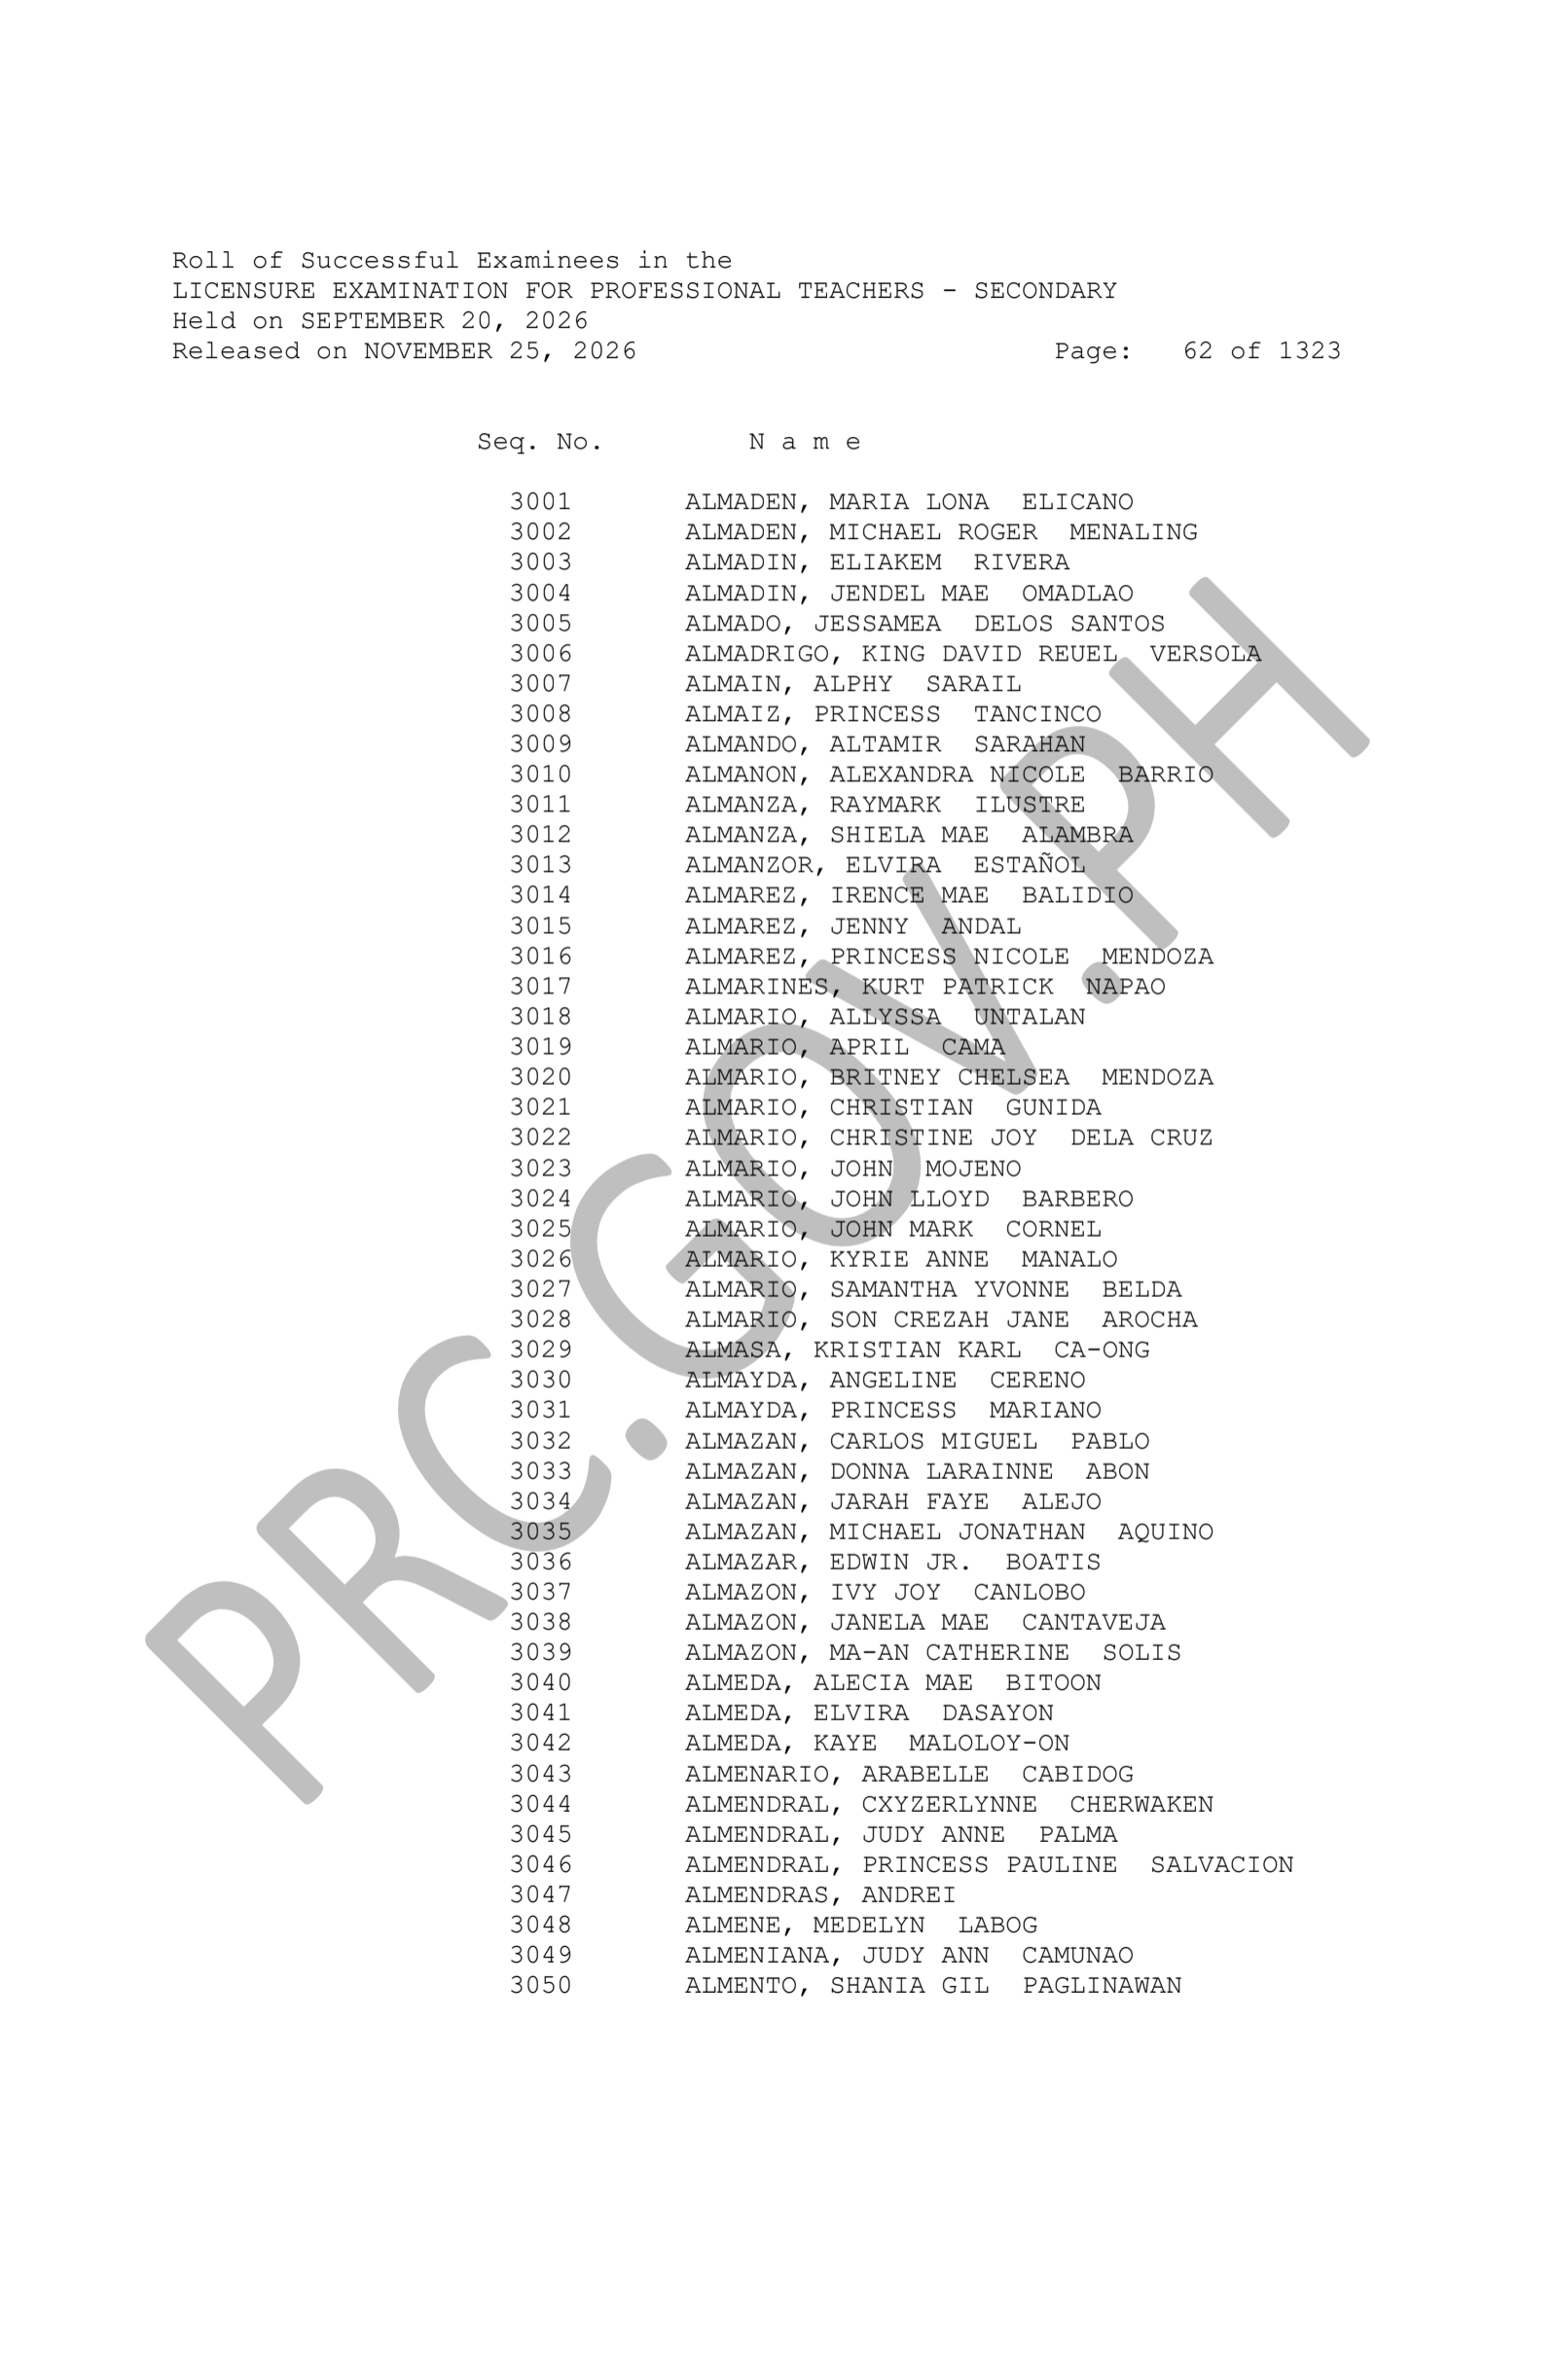 Roll of Successful Examinees in the
LICENSURE EXAMINATION FOR PROFESSIONAL TEACHERS - SECONDARY
Held on SEPTEMBER 20, 2026
Released on NOVEMBER 25, 2026 Page: 62 of 1323
Seq. No. N a m e
3001 ALMADEN, MARIA LONA ELICANO
3002 ALMADEN, MICHAEL ROGER MENALING
3003 ALMADIN, ELIAKEM RIVERA
3004 ALMADIN, JENDEL MAE OMADLAO
3005 ALMADO, JESSAMEA DELOS SANTOS
3006 ALMADRIGO, KING DAVID REUEL VERSOLA
3007 ALMAIN, ALPHY SARAIL
3008 ALMAIZ, PRINCESS TANCINCO
3009 ALMANDO, ALTAMIR SARAHAN
3010 ALMANON, ALEXANDRA NICOLE BARRIO
3011 ALMANZA, RAYMARK ILUSTRE
3012 ALMANZA, SHIELA MAE ALAMBRA
3013 ALMANZOR, ELVIRA ESTAÑOL
3014 ALMAREZ, IRENCE MAE BALIDIO
3015 ALMAREZ, JENNY ANDAL
3016 ALMAREZ, PRINCESS NICOLE MENDOZA
3017 ALMARINES, KURT PATRICK NAPAO
3018 ALMARIO, ALLYSSA UNTALAN
3019 ALMARIO, APRIL CAMA
3020 ALMARIO, BRITNEY CHELSEA MENDOZA
3021 ALMARIO, CHRISTIAN GUNIDA
3022 ALMARIO, CHRISTINE JOY DELA CRUZ
3023 ALMARIO, JOHN MOJENO
3024 ALMARIO, JOHN LLOYD BARBERO
3025 ALMARIO, JOHN MARK CORNEL
3026 ALMARIO, KYRIE ANNE MANALO
3027 ALMARIO, SAMANTHA YVONNE BELDA
3028 ALMARIO, SON CREZAH JANE AROCHA
3029 ALMASA, KRISTIAN KARL CA-ONG
3030 ALMAYDA, ANGELINE CERENO
3031 ALMAYDA, PRINCESS MARIANO
3032 ALMAZAN, CARLOS MIGUEL PABLO
3033 ALMAZAN, DONNA LARAINNE ABON
3034 ALMAZAN, JARAH FAYE ALEJO
3035 ALMAZAN, MICHAEL JONATHAN AQUINO
3036 ALMAZAR, EDWIN JR. BOATIS
3037 ALMAZON, IVY JOY CANLOBO
3038 ALMAZON, JANELA MAE CANTAVEJA
3039 ALMAZON, MA-AN CATHERINE SOLIS
3040 ALMEDA, ALECIA MAE BITOON
3041 ALMEDA, ELVIRA DASAYON
3042 ALMEDA, KAYE MALOLOY-ON
3043 ALMENARIO, ARABELLE CABIDOG
3044 ALMENDRAL, CXYZERLYNNE CHERWAKEN
3045 ALMENDRAL, JUDY ANNE PALMA
3046 ALMENDRAL, PRINCESS PAULINE SALVACION
3047 ALMENDRAS, ANDREI
3048 ALMENE, MEDELYN LABOG
3049 ALMENIANA, JUDY ANN CAMUNAO
3050 ALMENTO, SHANIA GIL PAGLINAWAN
PRC.GOV.PH